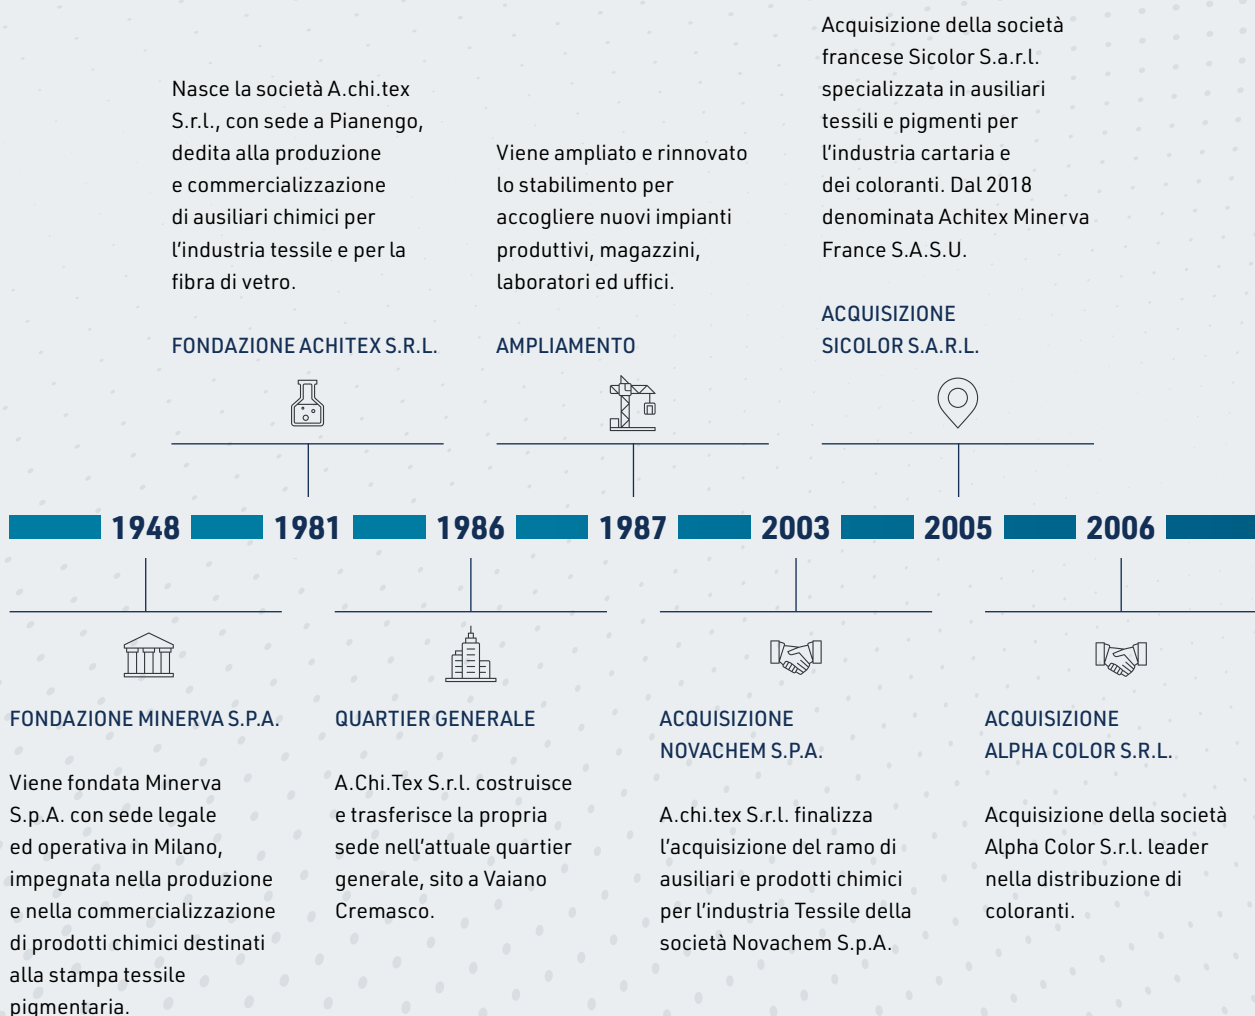 Nasce la società A.chi.tex
S.r.l., con sede a Pianengo,
dedita alla produzione
e commercializzazione
di ausiliari chimici per
l'industria tessile e per la
fibra di vetro.
FONDAZIONE ACHITEX S.R.L.
Viene ampliato e rinnovato
lo stabilimento per
accogliere nuovi impianti
produttivi, magazzini,
laboratori ed uffici.
AMPLIAMENTO
Acquisizione della società
francese Sicolor S.a.r.l.
specializzata in ausiliari
tessili e pigmenti per
l'industria cartaria e
dei coloranti. Dal 2018
denominata Achitex Minerva
France S.A.S.U.
ACQUISIZIONE
SICOLOR S.A.R.L.
1948 1981 1986 1987 2003 2005 2006
FONDAZIONE MINERVA S.P.A.
Viene fondata Minerva
S.p.A. con sede legale
ed operativa in Milano,
impegnata nella produzione
e nella commercializzazione
di prodotti chimici destinati
alla stampa tessile
pigmentaria.
QUARTIER GENERALE
A.Chi.Tex S.r.l. costruisce
e trasferisce la propria
sede nell'attuale quartier
generale, sito a Vaiano
Cremasco.
ACQUISIZIONE
NOVACHEM S.P.A.
A.chi.tex S.r.l. finalizza
l'acquisizione del ramo di
ausiliari e prodotti chimici
per l'industria Tessile della
società Novachem S.p.A.
ACQUISIZIONE
ALPHA COLOR S.R.L.
Acquisizione della società
Alpha Color S.r.l. leader
nella distribuzione di
coloranti.